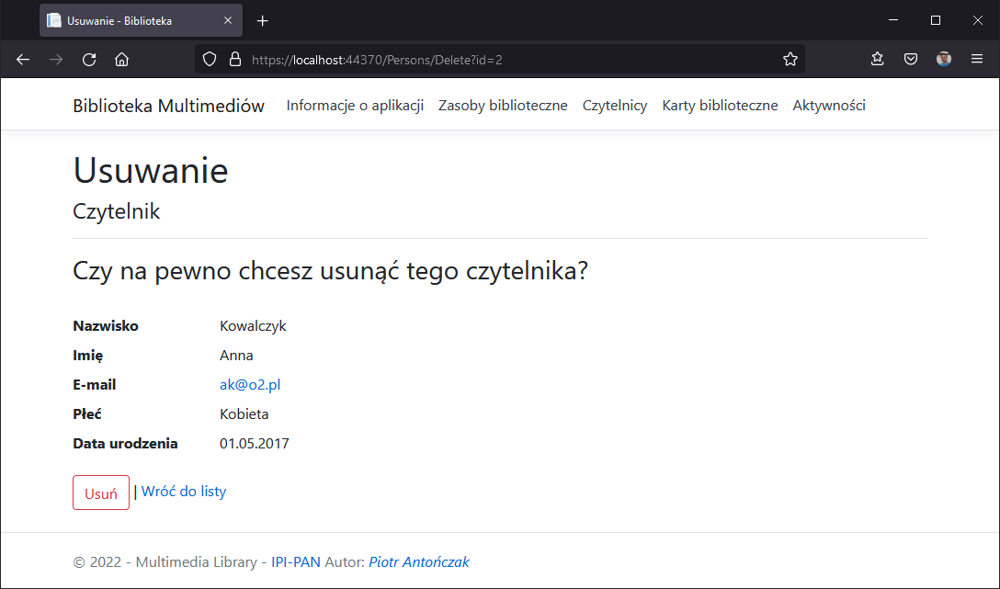 Usuwanie - Biblioteka
https://localhost:44370/Persons/Delete?id=2
Biblioteka Multimediów Informacje o aplikacji Zasoby biblioteczne Czytelnicy Karty biblioteczne Aktywności
Usuwanie
Czytelnik
Czy na pewno chcesz usunąć tego czytelnika?
Nazwisko Kowalczyk
Imię Anna
E-mail ak@o2.pl
Płeć Kobieta
Data urodzenia 01.05.2017
Usuń | Wróć do listy
© 2022 - Multimedia Library - IPI-PAN Autor: Piotr Antończak